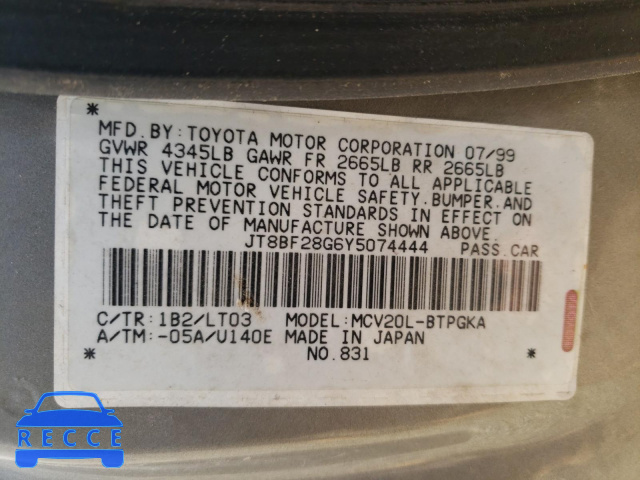 *
MFD.BY:TOYOTA MOTOR CORPORATION 07/99
GVWR 4345LB GAWR FR 2665LB RR 2665LB
THIS VEHICLE CONFORMS TO ALL APPLICABLE
FEDERAL MOTOR VEHICLE SAFETY.BUMPER.AND
THEFT PREVENTION STANDARDS IN EFFECT ON
THE DATE OF MANUFACTURE SHOWN ABOVE.
JT8BF28G6Y5074444 PASS.CAR
C/TR:1B2/LT03 MODEL:MCV20L-BTPGKA
A/TM:-05A/U140E MADE IN JAPAN
* NO.831 *
RECCE